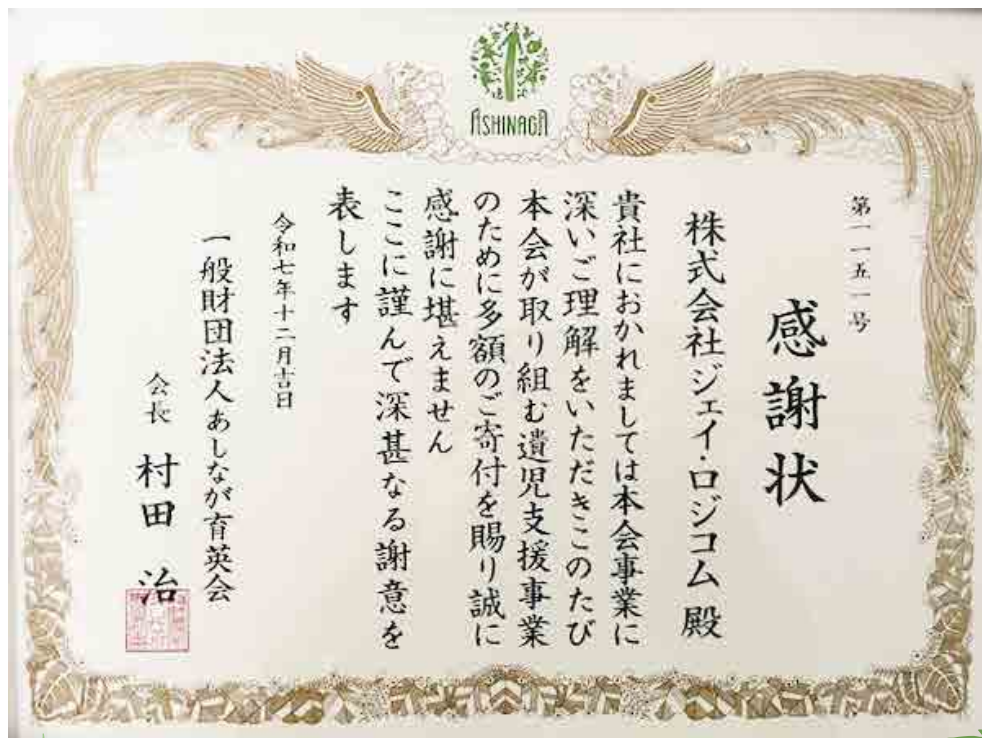 ASHINAGA
第一一五一号
感謝状
株式会社ジェイ・ロジコム 殿
貴社におかれましては本会事業に
深いご理解をいただきこのたび
本会が取り組む遺児支援事業
のために多額のご寄付を賜り誠に
感謝に堪えません
ここに謹んで深甚なる謝意を
表します
令和七年十二月吉日
一般財団法人あしなが育英会
会長 村田 治